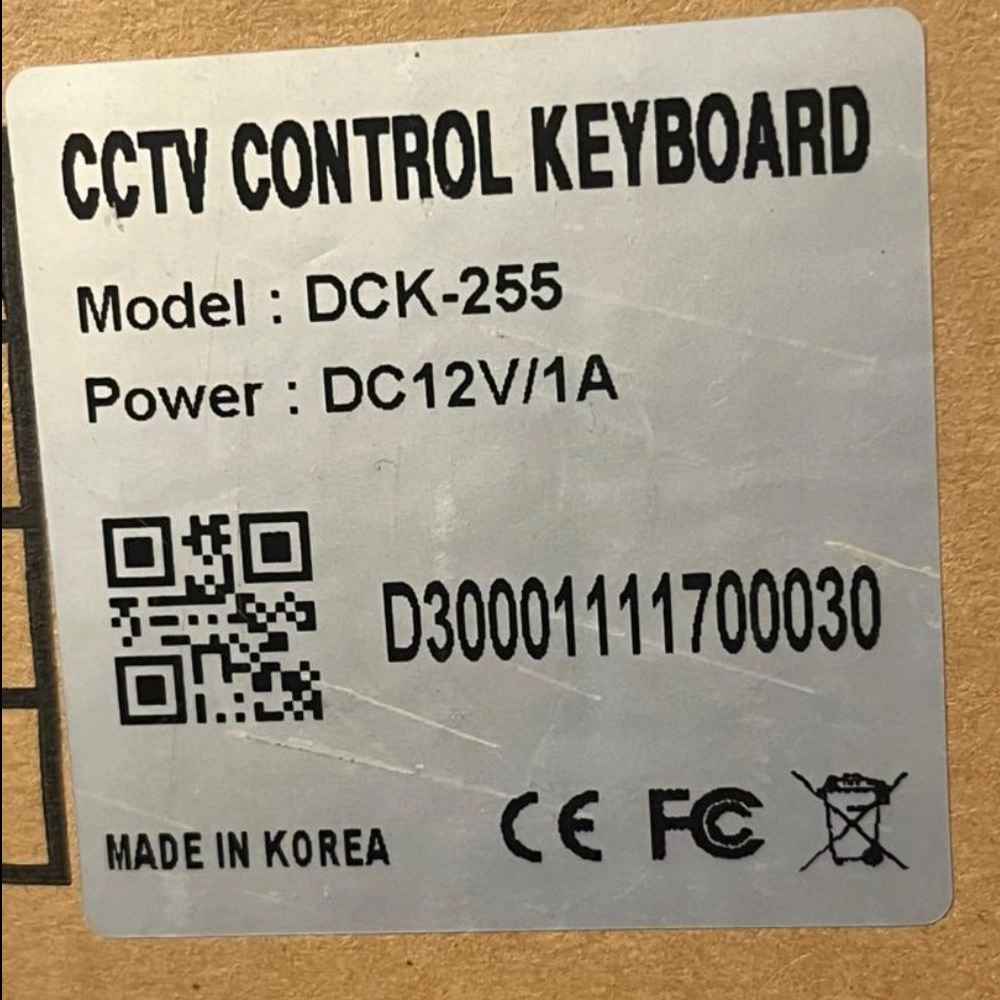 CCTV CONTROL KEYBOARD
Model : DCK-255
Power : DC12V/1A
D30001111700030
MADE IN KOREA
CE FC